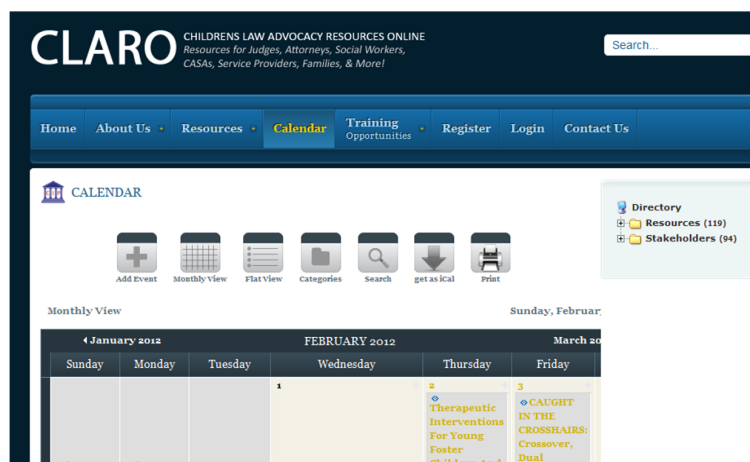 CLARO
CHILDRENS LAW ADVOCACY RESOURCES ONLINE
Resources for Judges, Attorneys, Social Workers,
CASAs, Service Providers, Families, & More!
Search...
Home About Us Resources Calendar Training Opportunities Register Login Contact Us
CALENDAR
Directory
Resources (119)
Stakeholders (94)
Add Event Monthly View Flat View Categories Search get as iCal Print
Monthly View Sunday, Februar
January 2012 FEBRUARY 2012 March 20
Sunday Monday Tuesday Wednesday Thursday Friday
1 2 3
Therapeutic
Interventions
For Young
Foster
CAUGHT
IN THE
CROSSHAIRS:
Crossover,
Dual